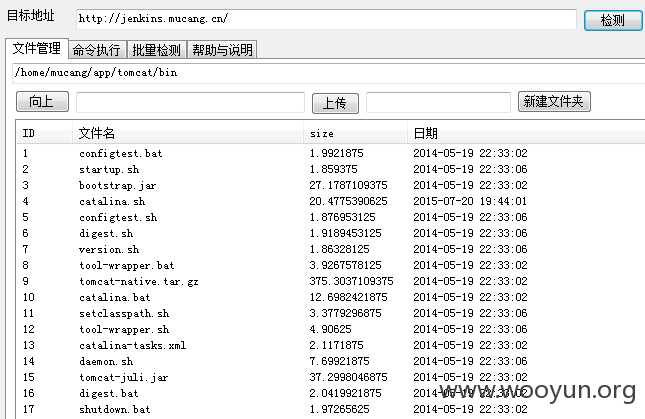 目标地址 http://jenkins.mucang.cn/ 检测
文件管理 命令执行 批量检测 帮助与说明
/home/mucang/app/tomcat/bin
向上 上传 新建文件夹
ID 文件名 size 日期
1 configtest.bat 1.9921875 2014-05-19 22:33:02
2 startup.sh 1.859375 2014-05-19 22:33:06
3 bootstrap.jar 27.1787109375 2014-05-19 22:33:02
4 catalina.sh 20.4775390625 2015-07-20 19:44:01
5 configtest.sh 1.876953125 2014-05-19 22:33:06
6 digest.sh 1.9189453125 2014-05-19 22:33:06
7 version.sh 1.86328125 2014-05-19 22:33:06
8 tool-wrapper.bat 3.9267578125 2014-05-19 22:33:02
9 tomcat-native.tar.gz 375.3037109375 2014-05-19 22:33:02
10 catalina.bat 12.6982421875 2014-05-19 22:33:02
11 setclasspath.sh 3.3779296875 2014-05-19 22:33:06
12 tool-wrapper.sh 4.90625 2014-05-19 22:33:06
13 catalina-tasks.xml 2.1171875 2014-05-19 22:33:02
14 daemon.sh 7.69921875 2014-05-19 22:33:06
15 tomcat-juli.jar 37.2998046875 2014-05-19 22:33:02
16 digest.bat 2.0419921875 2014-05-19 22:33:02
17 shutdown.bat 1.97265625 2014-05-19 22:33:02
www.wooyun.org